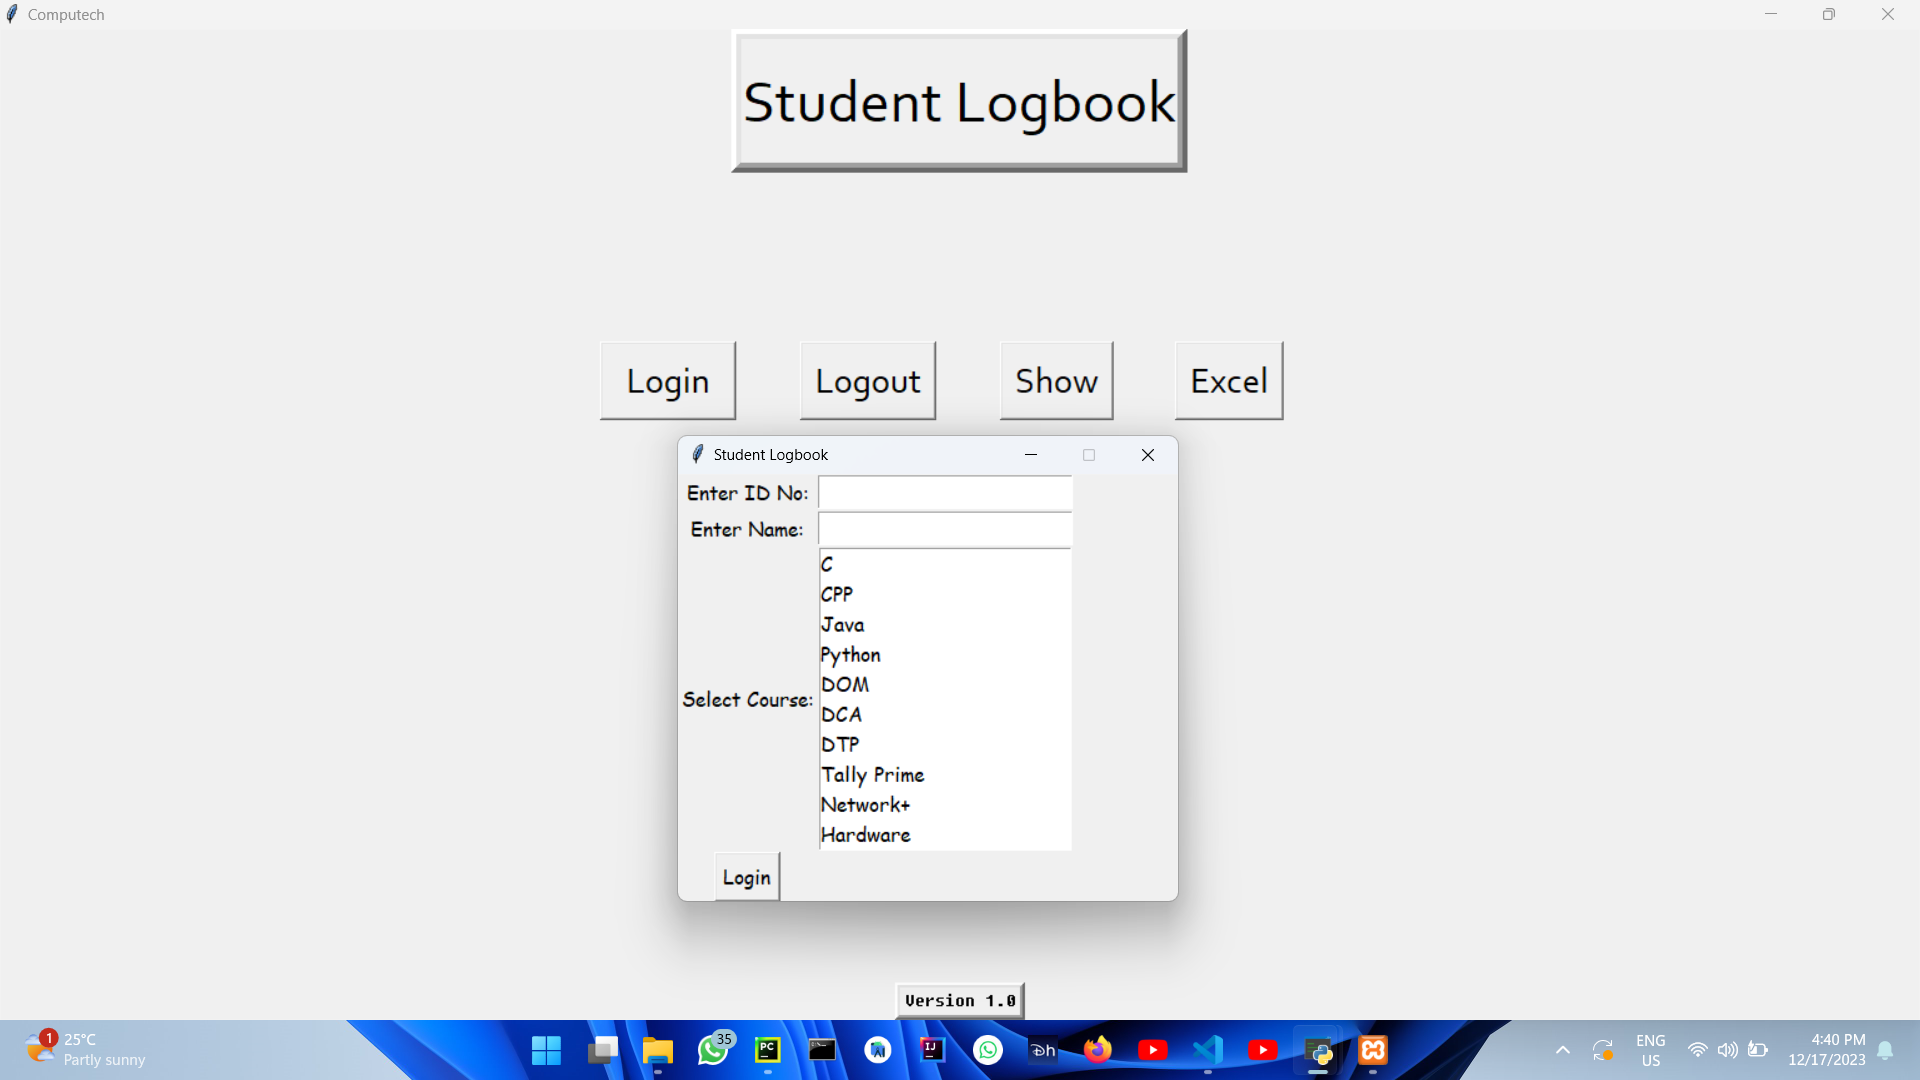 Computech
Student Logbook
Login Logout Show Excel
Student Logbook
Enter ID No:
Enter Name:
Select Course:
C
CPP
Java
Python
DOM
DCA
DTP
Tally Prime
Network+
Hardware
Login
Version 1.0
1
25°C
Partly sunny
35
PC
IJ
ENG
US
4:40 PM
12/17/2023